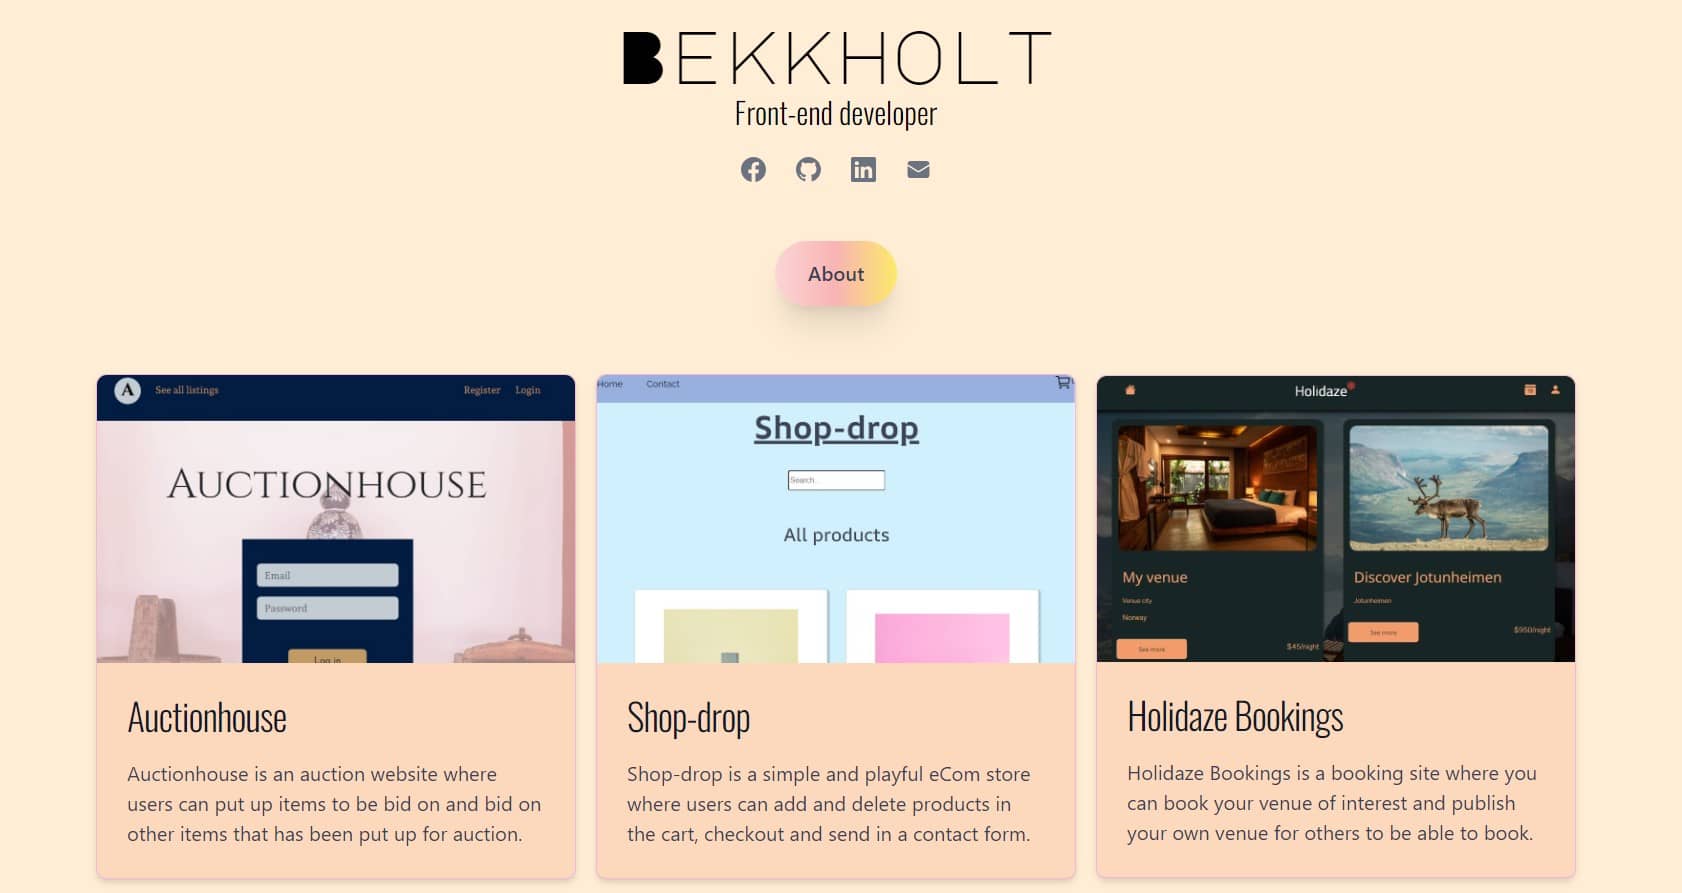 BEKKHOLT
Front-end developer
About
A
See all listings
Register
Login
AUCTIONHOUSE
Email
Password
Log in
Auctionhouse
Auctionhouse is an auction website where
users can put up items to be bid on and bid on
other items that has been put up for auction.
Home
Contact
Shop-drop
Search...
All products
Shop-drop
Shop-drop is a simple and playful eCom store
where users can add and delete products in
the cart, checkout and send in a contact form.
Holidaze
My venue
Venue city
Norway
See more
$45/night
Discover Jotunheimen
Jotunheimen
See more
$950/night
Holidaze Bookings
Holidaze Bookings is a booking site where you
can book your venue of interest and publish
your own venue for others to be able to book.